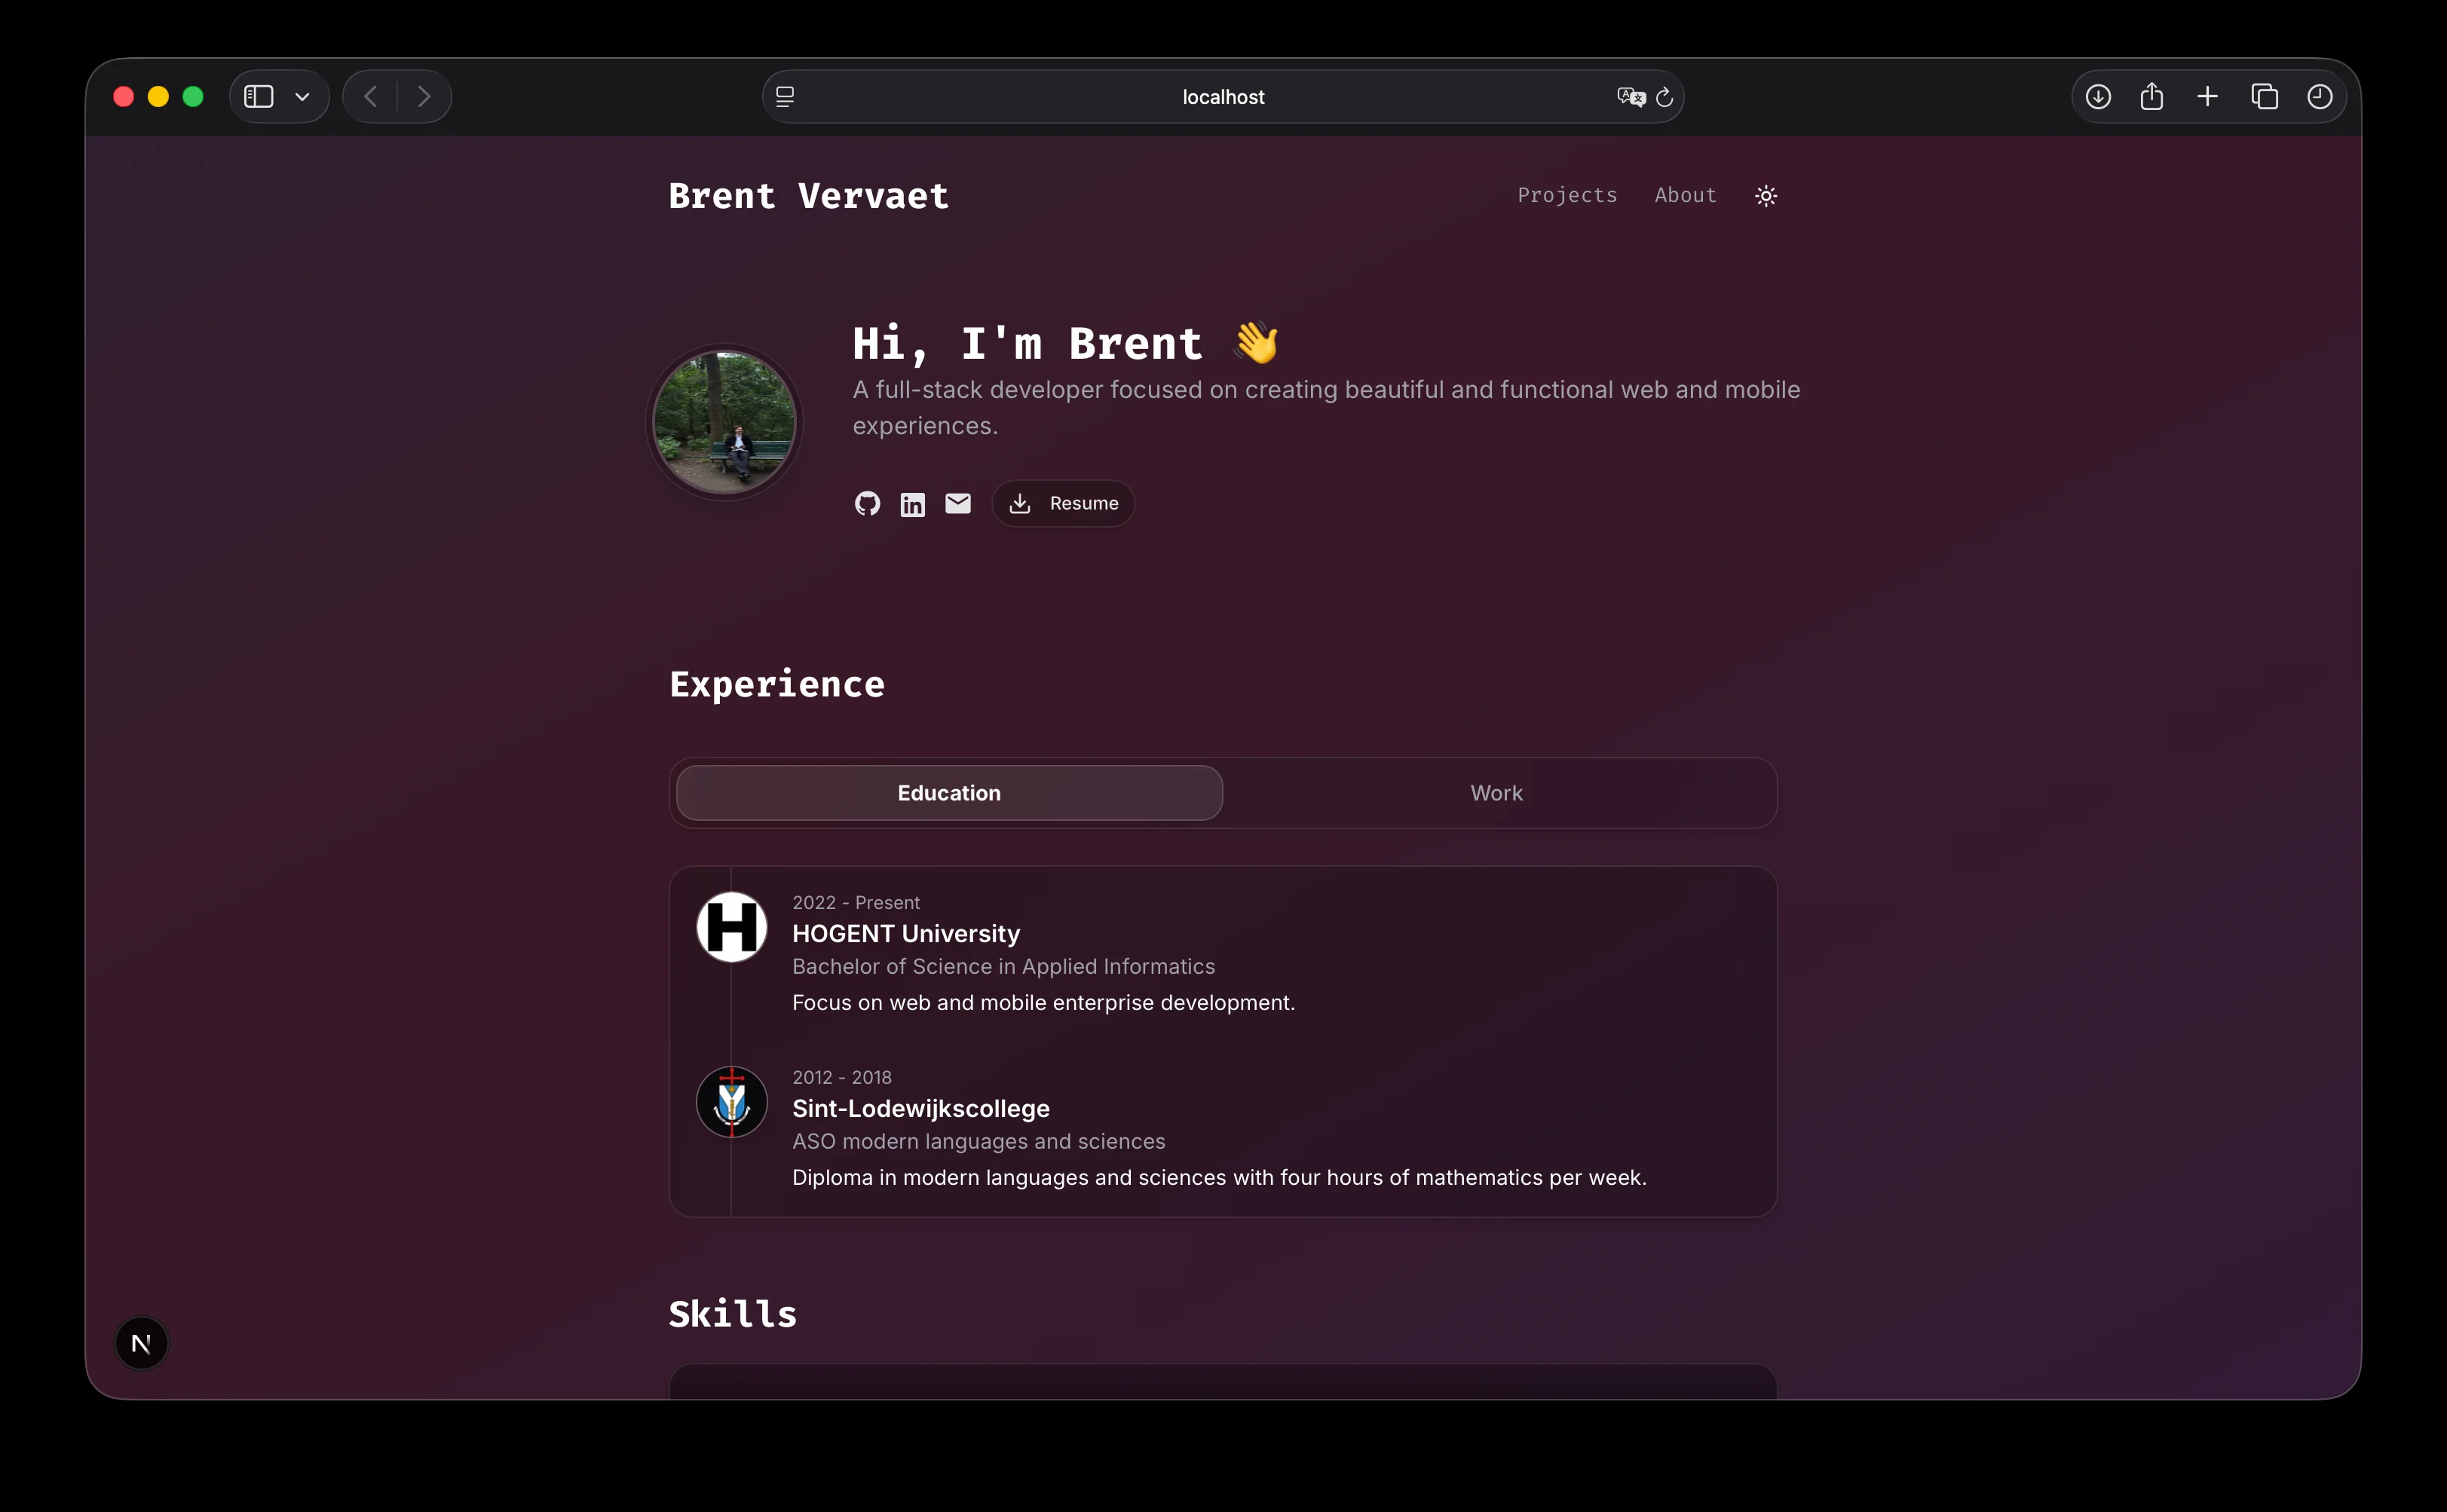 localhost
Brent Vervaet
Projects About
Hi, I'm Brent 👋
A full-stack developer focused on creating beautiful and functional web and mobile
experiences.
in Resume
Experience
Education Work
H
2022 - Present
HOGENT University
Bachelor of Science in Applied Informatics
Focus on web and mobile enterprise development.
2012 - 2018
Sint-Lodewijkscollege
ASO modern languages and sciences
Diploma in modern languages and sciences with four hours of mathematics per week.
Skills
N